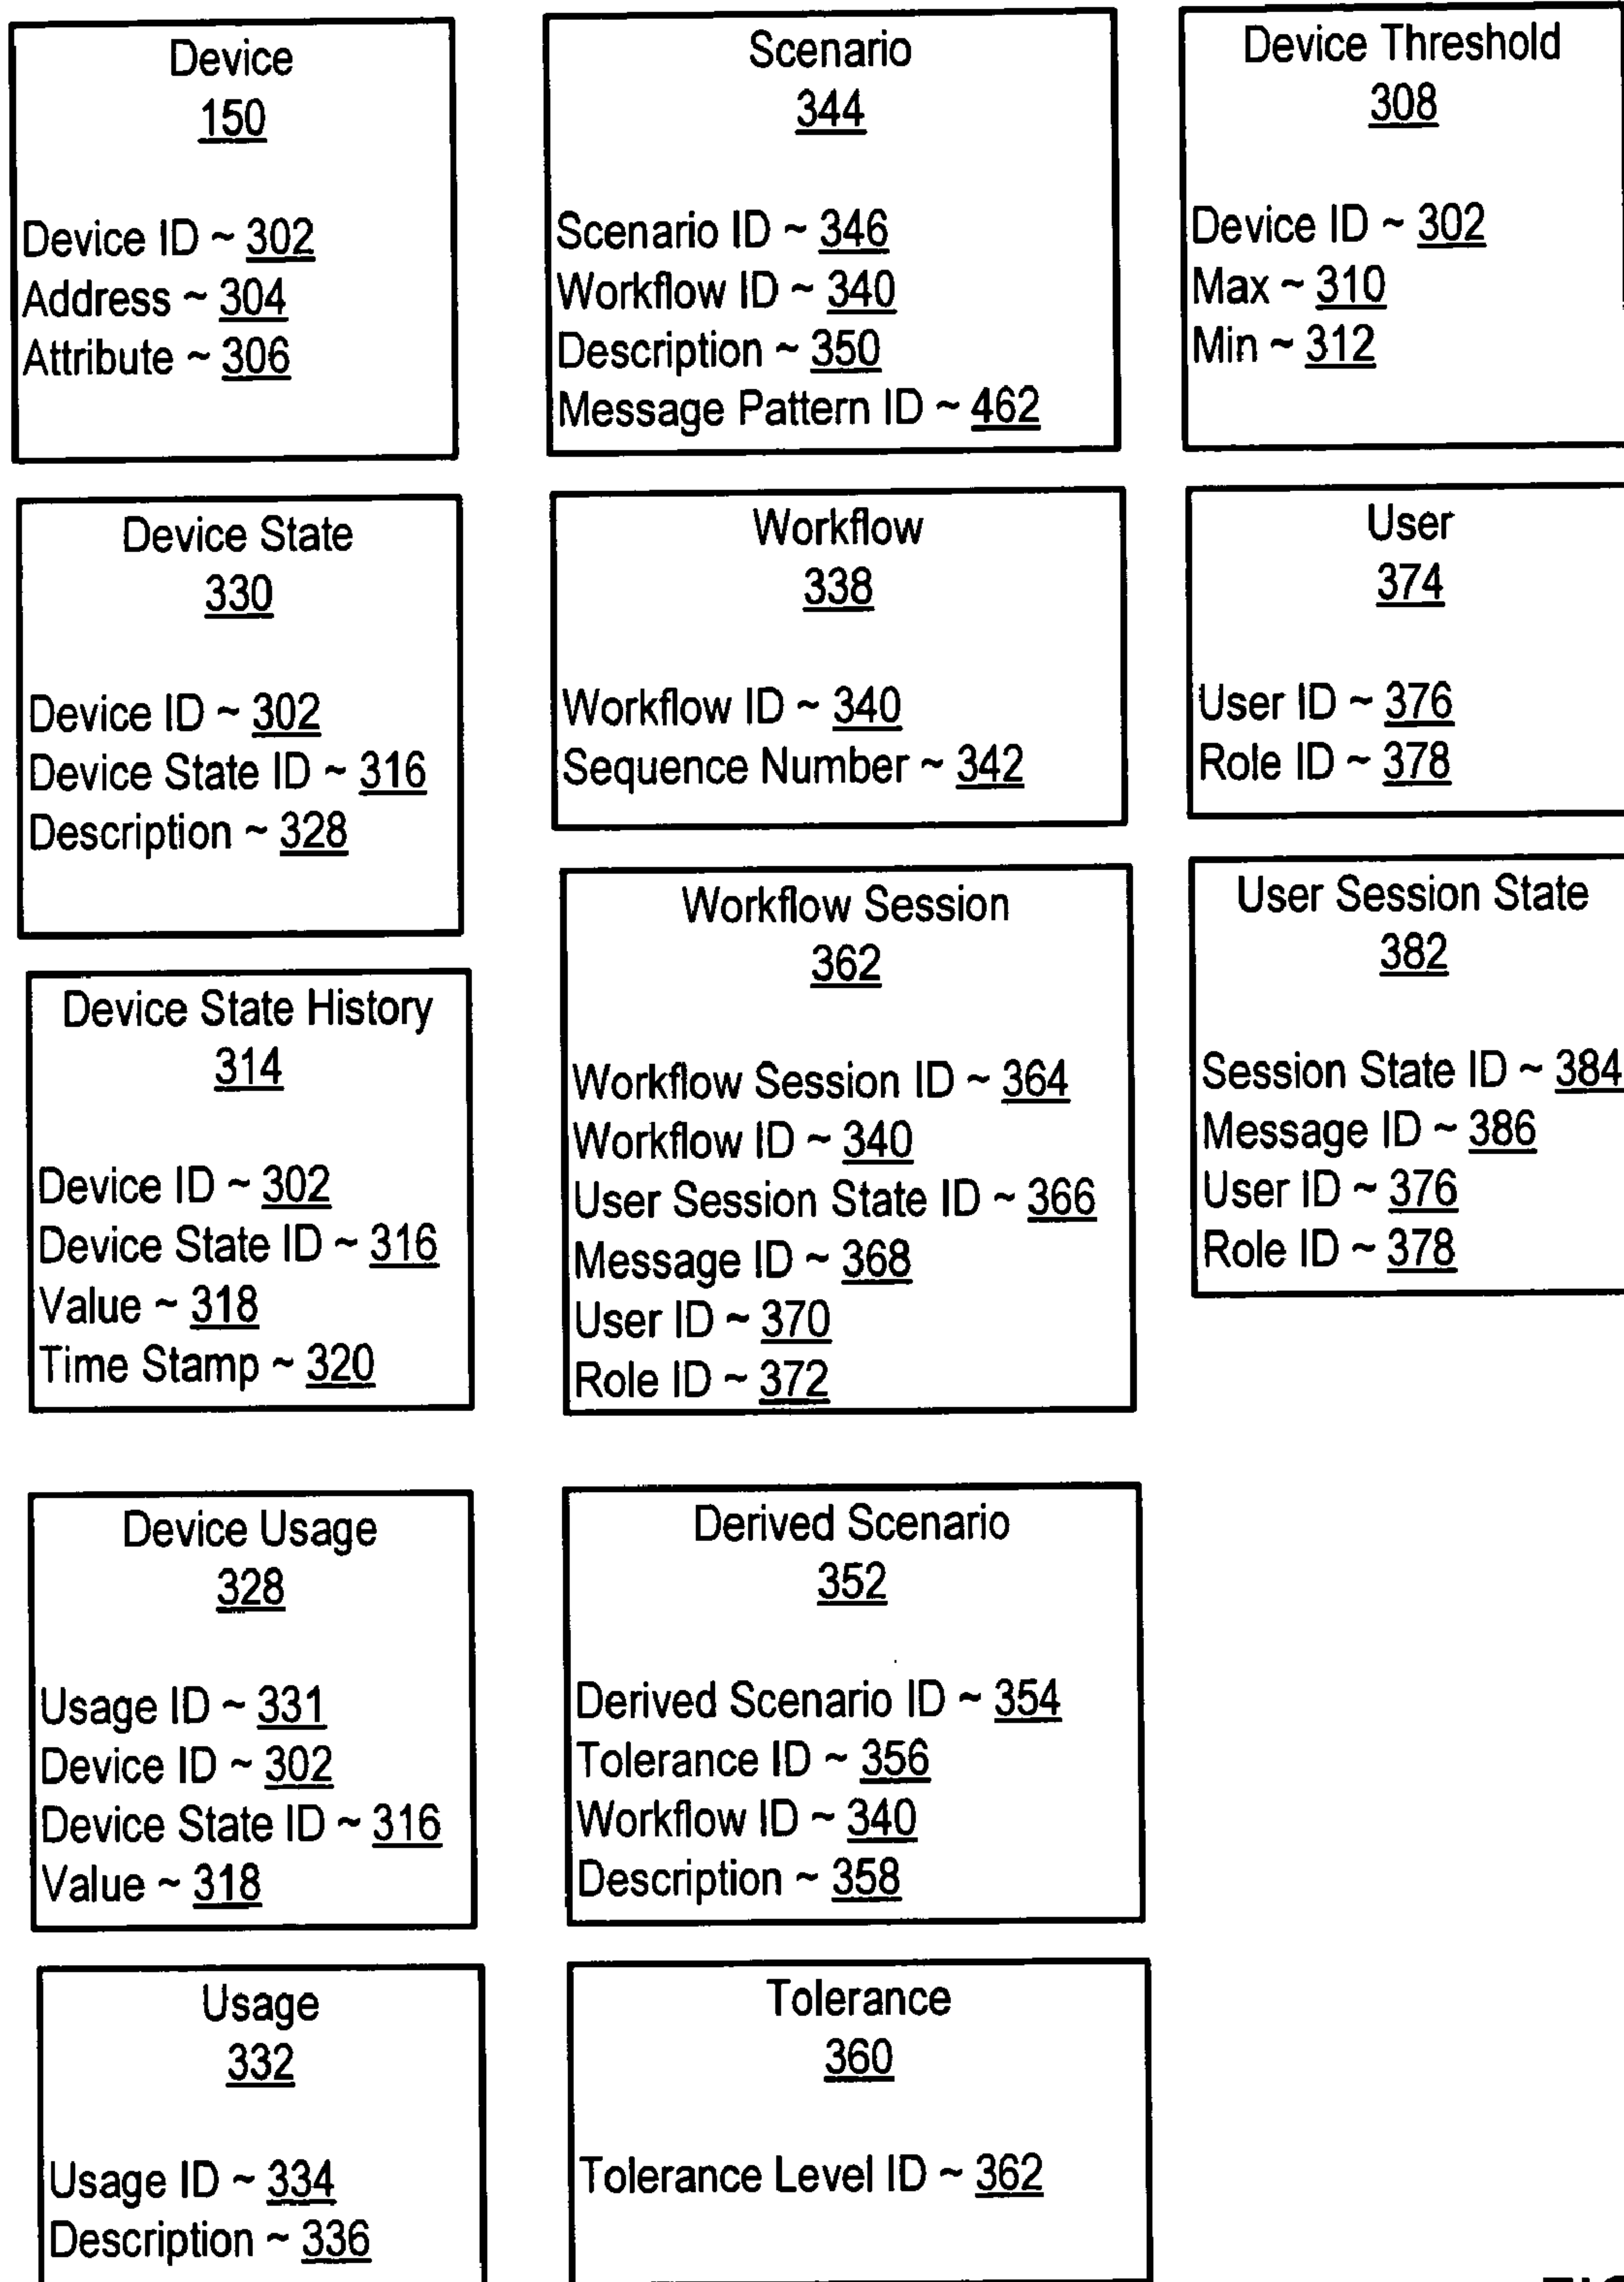 Device
150
Device ID ~ 302
Address ~ 304
Attribute ~ 306
Scenario
344
Scenario ID ~ 346
Workflow ID ~ 340
Description ~ 350
Message Pattern ID ~ 462
Device Threshold
308
Device ID ~ 302
Max ~ 310
Min ~ 312
Device State
330
Device ID ~ 302
Device State ID ~ 316
Description ~ 328
Workflow
338
Workflow ID ~ 340
Sequence Number ~ 342
User
374
User ID ~ 376
Role ID ~ 378
Device State History
314
Device ID ~ 302
Device State ID ~ 316
Value ~ 318
Time Stamp ~ 320
Workflow Session
362
Workflow Session ID ~ 364
Workflow ID ~ 340
User Session State ID ~ 366
Message ID ~ 368
User ID ~ 370
Role ID ~ 372
User Session State
382
Session State ID ~ 384
Message ID ~ 386
User ID ~ 376
Role ID ~ 378
Device Usage
328
Usage ID ~ 331
Device ID ~ 302
Device State ID ~ 316
Value ~ 318
Derived Scenario
352
Derived Scenario ID ~ 354
Tolerance ID ~ 356
Workflow ID ~ 340
Description ~ 358
Usage
332
Usage ID ~ 334
Description ~ 336
Tolerance
360
Tolerance Level ID ~ 362